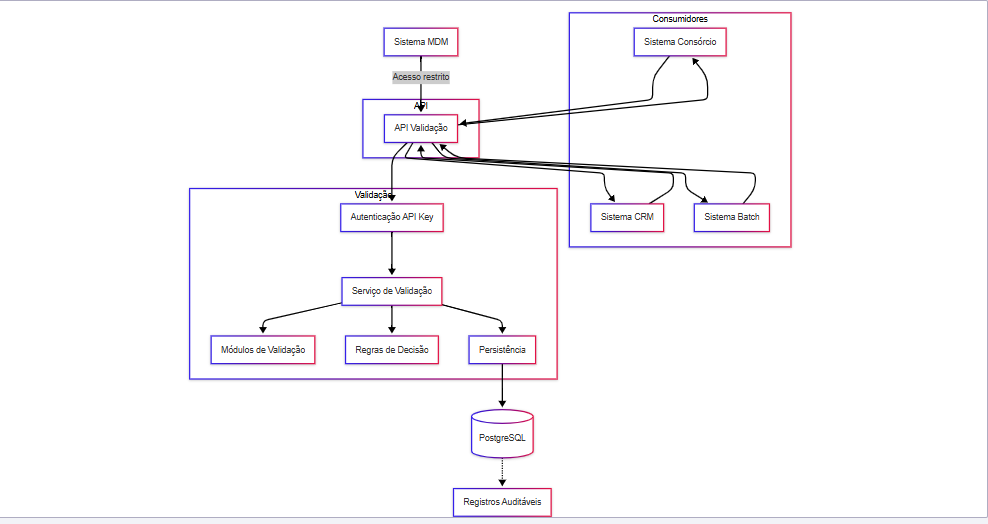 Consumidores
Sistema MDM
Sistema Consórcio
Acesso restrito
API
API Validação
Validação
Autenticação API Key
Sistema CRM
Sistema Batch
Serviço de Validação
Módulos de Validação
Regras de Decisão
Persistência
PostgreSQL
Registros Auditáveis